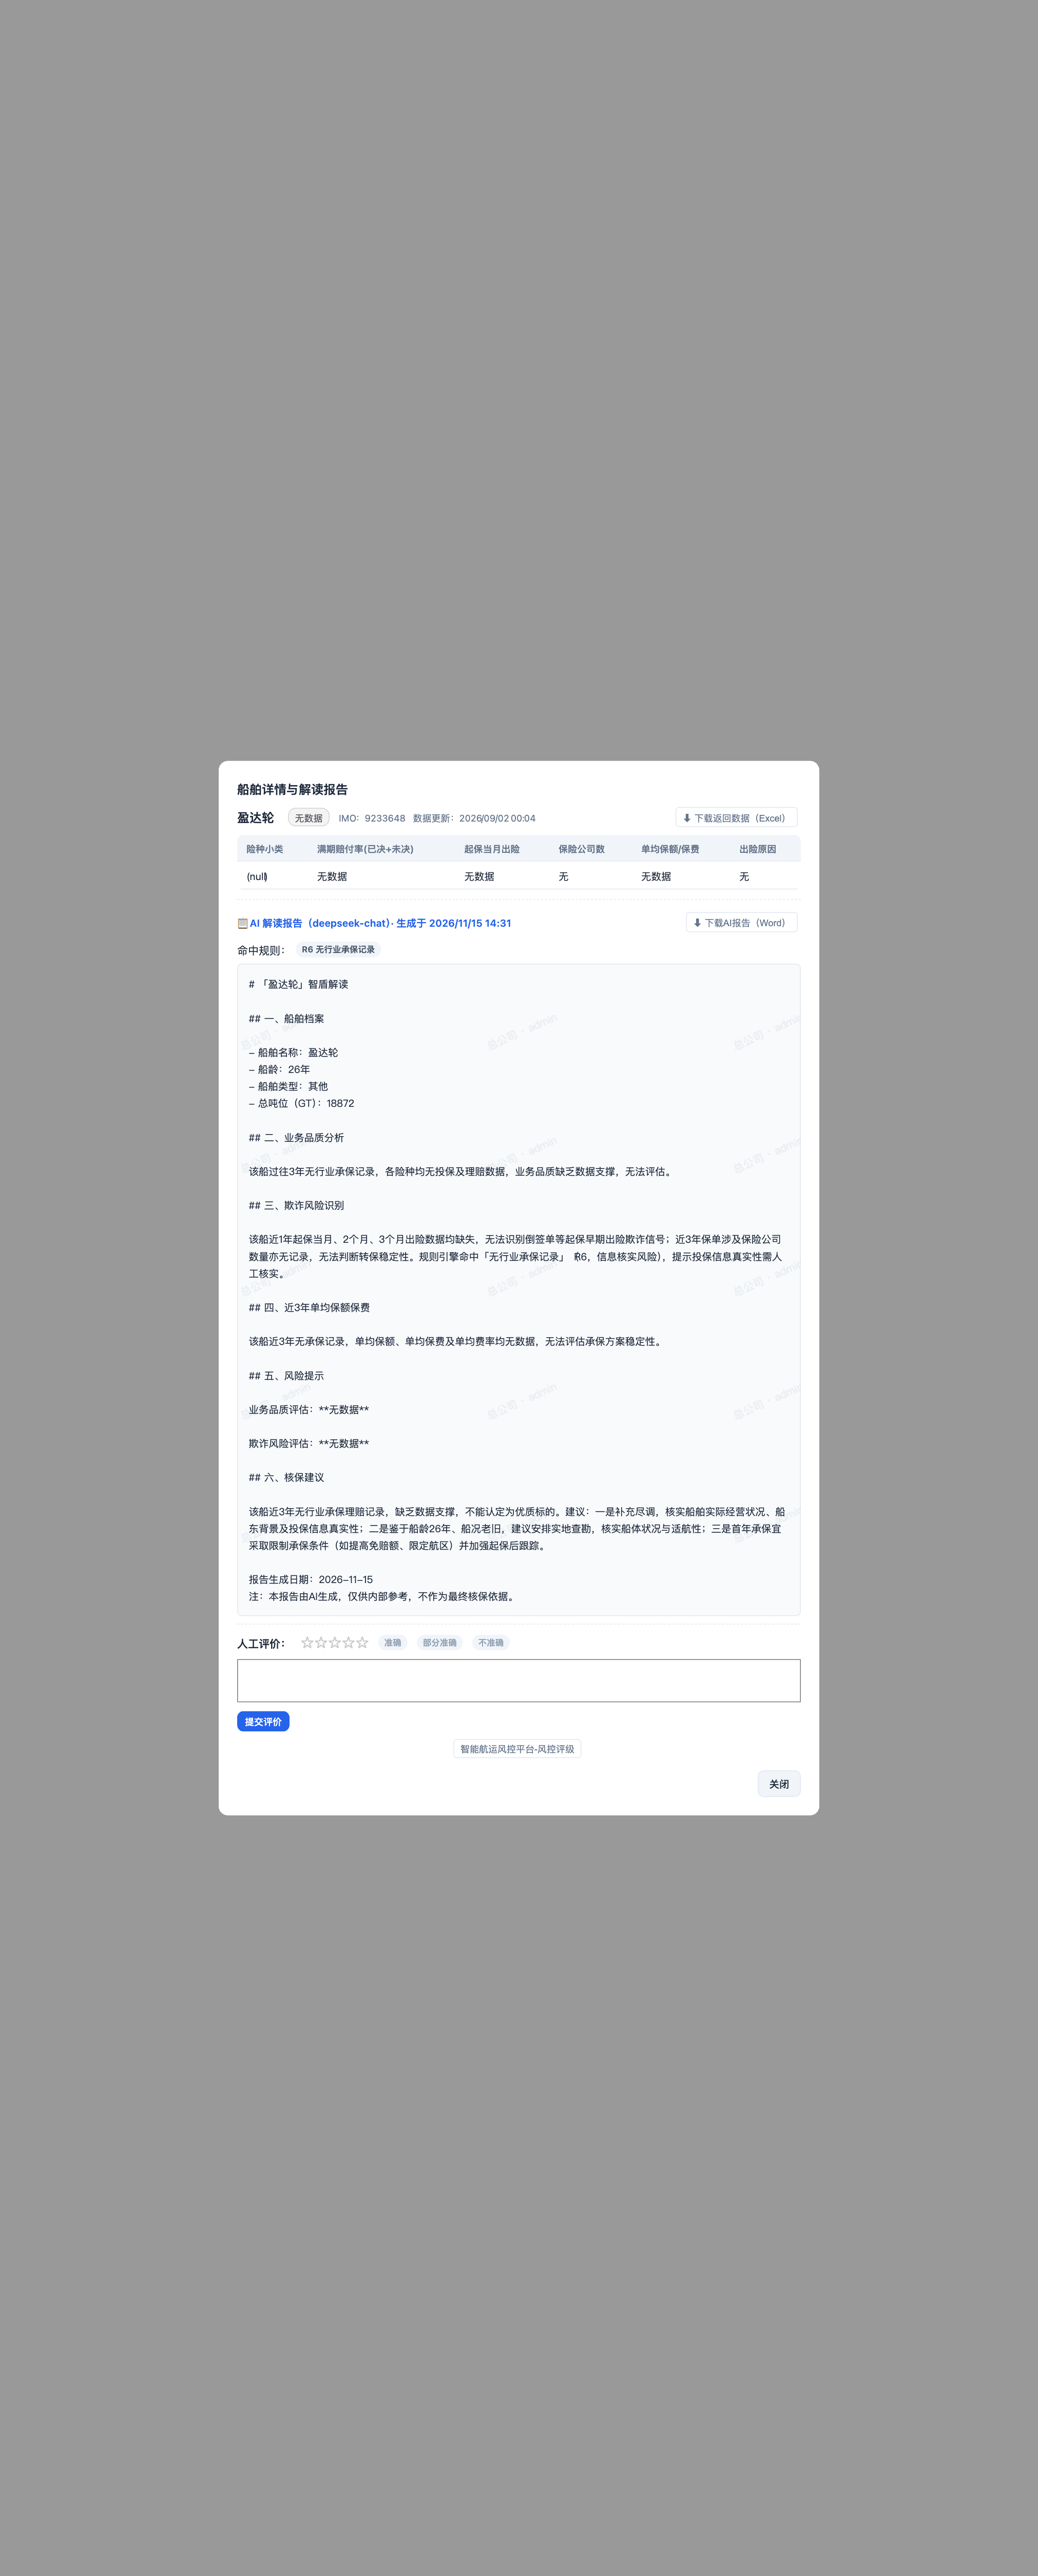 船舶详情与解读报告
盈达轮 无数据 IMO：9233648 数据更新：2026/09/02 00:04 ⬇ 下载返回数据（Excel）
险种小类 满期赔付率(已决+未决) 起保当月出险 保险公司数 单均保额/保费 出险原因
(null) 无数据 无数据 无 无数据 无
AI 解读报告（deepseek-chat）· 生成于 2026/11/15 14:31 ⬇ 下载AI报告（Word）
命中规则： R6 无行业承保记录
# 「盈达轮」智盾解读
## 一、船舶档案
- 船舶名称：盈达轮
- 船龄：26年
- 船舶类型：其他
- 总吨位（GT）：18872
## 二、业务品质分析
该船过往3年无行业承保记录，各险种均无投保及理赔数据，业务品质缺乏数据支撑，无法评估。
## 三、欺诈风险识别
该船近1年起保当月、2个月、3个月出险数据均缺失，无法识别倒签单等起保早期出险欺诈信号；近3年保单涉及保险公司
数量亦无记录，无法判断转保稳定性。规则引擎命中「无行业承保记录」（R6，信息核实风险），提示投保信息真实性需人
工核实。
## 四、近3年单均保额保费
该船近3年无承保记录，单均保额、单均保费及单均费率均无数据，无法评估承保方案稳定性。
## 五、风险提示
业务品质评估：**无数据**
欺诈风险评估：**无数据**
## 六、核保建议
该船近3年无行业承保理赔记录，缺乏数据支撑，不能认定为优质标的。建议：一是补充尽调，核实船舶实际经营状况、船
东背景及投保信息真实性；二是鉴于船龄26年、船况老旧，建议安排实地查勘，核实船体状况与适航性；三是首年承保宜
采取限制承保条件（如提高免赔额、限定航区）并加强起保后跟踪。
报告生成日期：2026-11-15
注：本报告由AI生成，仅供内部参考，不作为最终核保依据。
总公司 · admin
人工评价： ☆☆☆☆☆ 准确 部分准确 不准确
提交评价
智能航运风控平台-风控评级
关闭